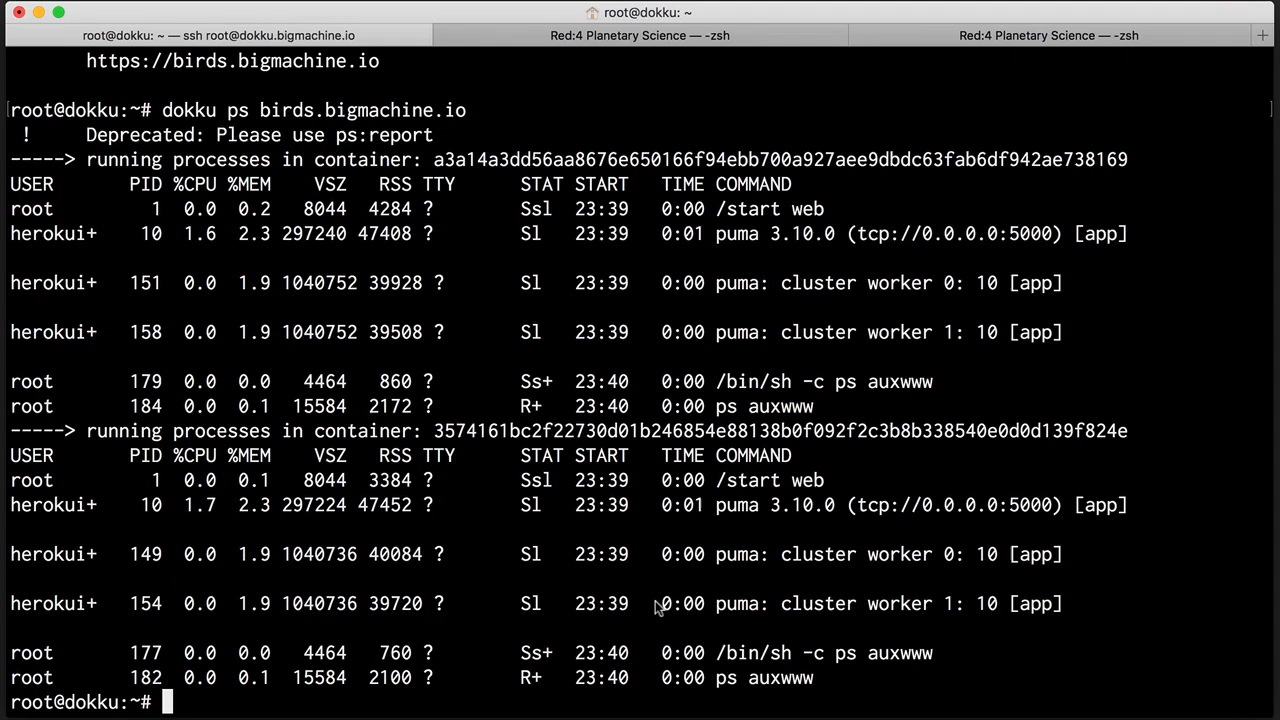 root@dokku: ~
root@dokku: ~ — ssh root@dokku.bigmachine.io
Red:4 Planetary Science — -zsh
Red:4 Planetary Science — -zsh
https://birds.bigmachine.io
root@dokku:~# dokku ps birds.bigmachine.io
! Deprecated: Please use ps:report
-----> running processes in container: a3a14a3dd56aa8676e650166f94ebb700a927aee9dbdc63fab6df942ae738169
USER PID %CPU %MEM VSZ RSS TTY STAT START TIME COMMAND
root 1 0.0 0.2 8044 4284 ? Ssl 23:39 0:00 /start web
herokui+ 10 1.6 2.3 297240 47408 ? Sl 23:39 0:01 puma 3.10.0 (tcp://0.0.0.0:5000) [app]
herokui+ 151 0.0 1.9 1040752 39928 ? Sl 23:39 0:00 puma: cluster worker 0: 10 [app]
herokui+ 158 0.0 1.9 1040752 39508 ? Sl 23:39 0:00 puma: cluster worker 1: 10 [app]
root 179 0.0 0.0 4464 860 ? Ss+ 23:40 0:00 /bin/sh -c ps auxwww
root 184 0.0 0.1 15584 2172 ? R+ 23:40 0:00 ps auxwww
-----> running processes in container: 3574161bc2f22730d01b246854e88138b0f092f2c3b8b338540e0d0d139f824e
USER PID %CPU %MEM VSZ RSS TTY STAT START TIME COMMAND
root 1 0.0 0.1 8044 3384 ? Ssl 23:39 0:00 /start web
herokui+ 10 1.7 2.3 297224 47452 ? Sl 23:39 0:01 puma 3.10.0 (tcp://0.0.0.0:5000) [app]
herokui+ 149 0.0 1.9 1040736 40084 ? Sl 23:39 0:00 puma: cluster worker 0: 10 [app]
herokui+ 154 0.0 1.9 1040736 39720 ? Sl 23:39 0:00 puma: cluster worker 1: 10 [app]
root 177 0.0 0.0 4464 760 ? Ss+ 23:40 0:00 /bin/sh -c ps auxwww
root 182 0.0 0.1 15584 2100 ? R+ 23:40 0:00 ps auxwww
root@dokku:~#